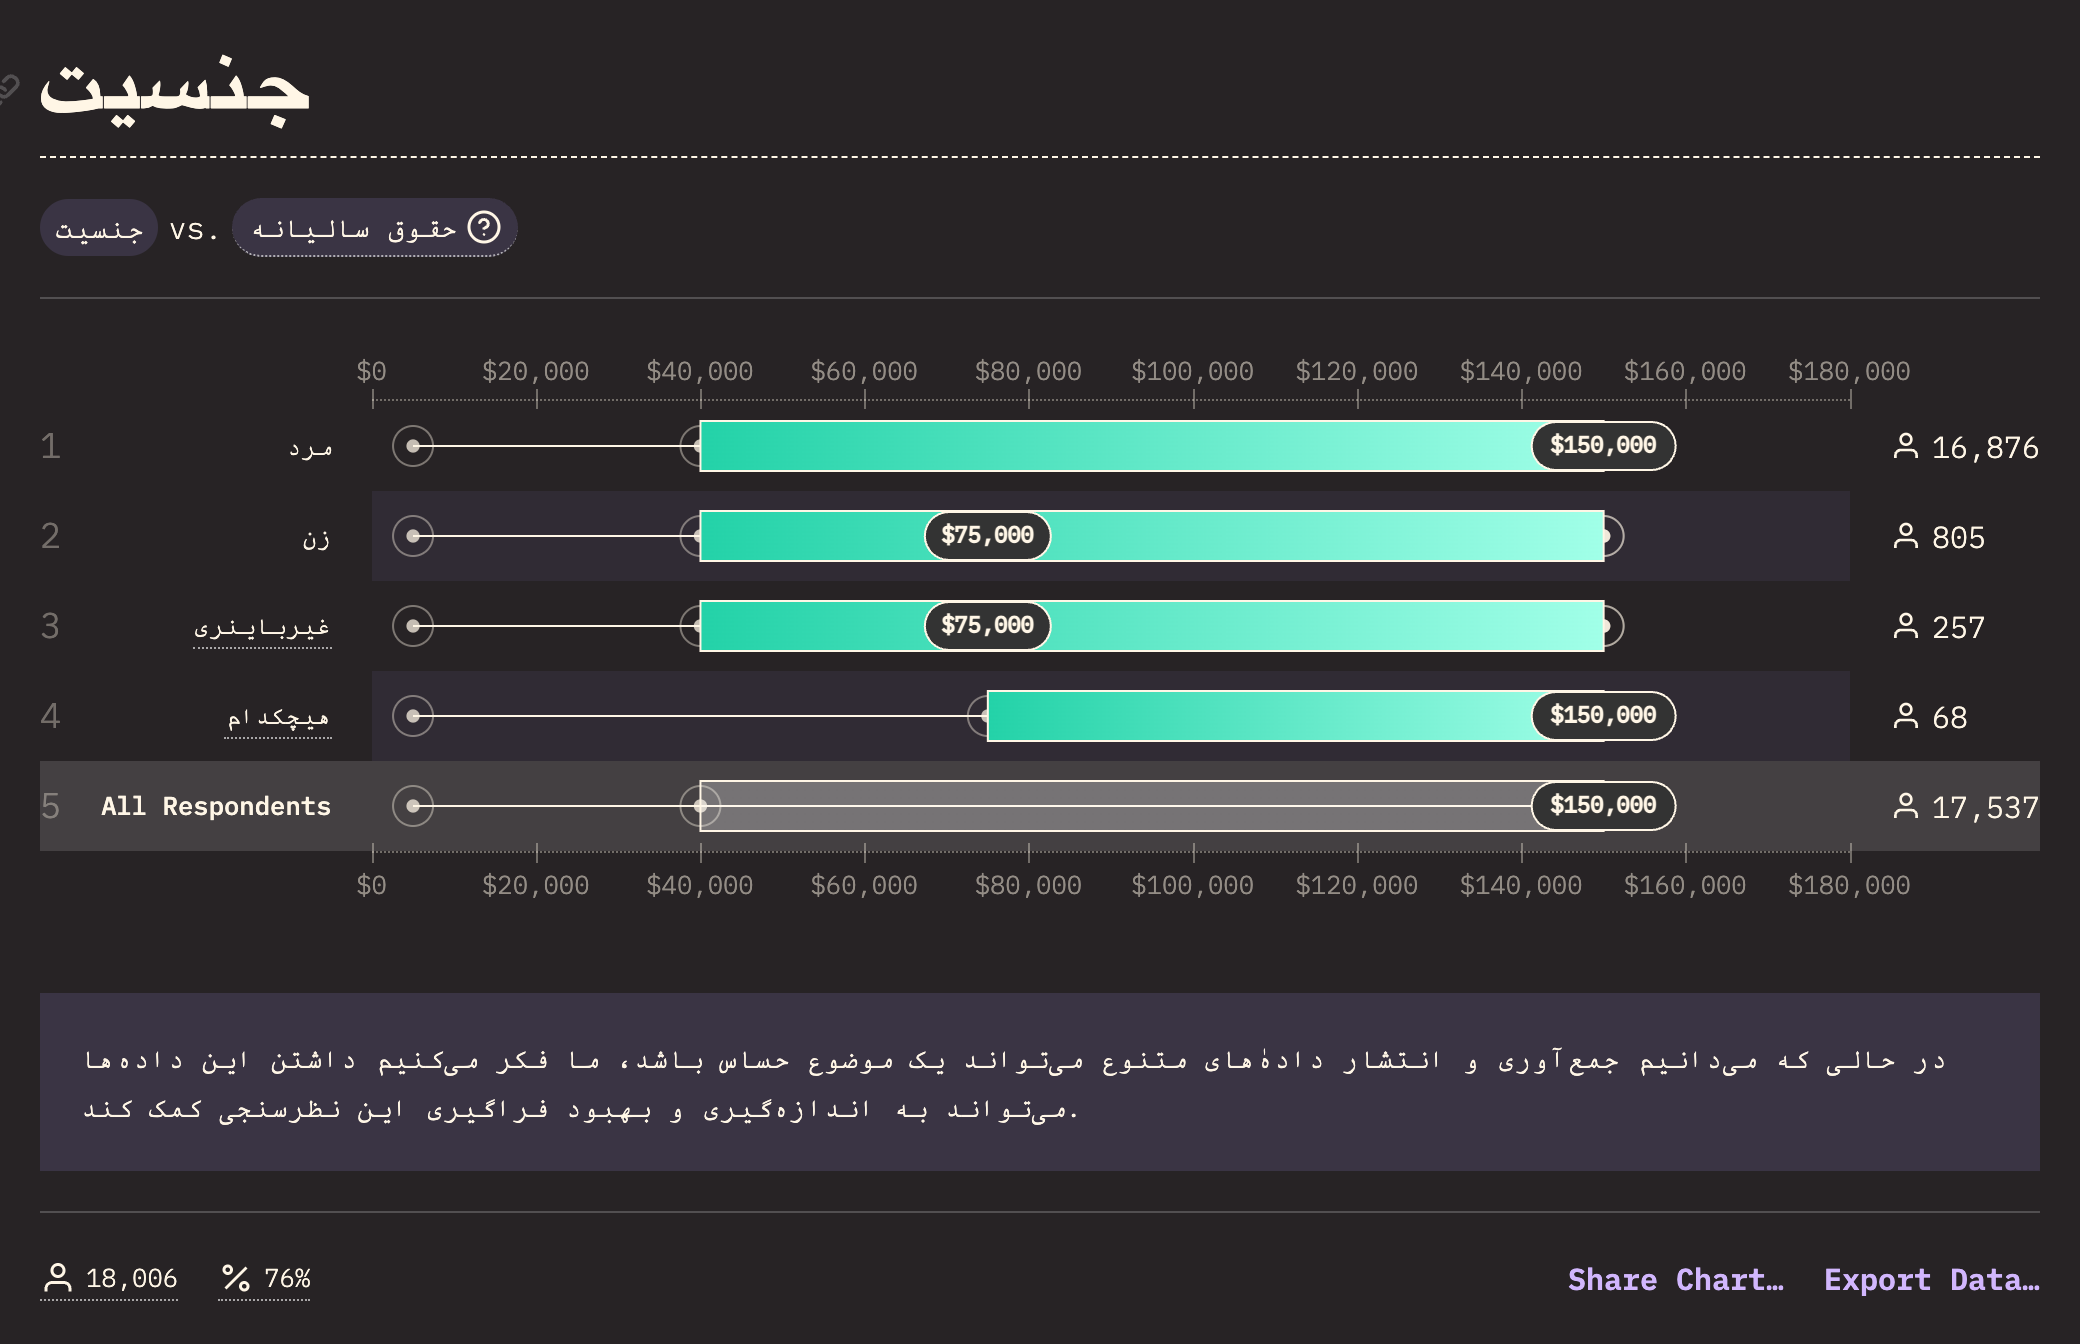 جنسیت
جنسیت vs. حقوق سالیانه
$0 $20,000 $40,000 $60,000 $80,000 $100,000 $120,000 $140,000 $160,000 $180,000
1 مرد $150,000 16,876
2 زن $75,000 805
3 غیرباینری $75,000 257
4 هیچکدام $150,000 68
5 All Respondents $150,000 17,537
$0 $20,000 $40,000 $60,000 $80,000 $100,000 $120,000 $140,000 $160,000 $180,000
در حالی که می‌دانیم جمع‌آوری و انتشار دادهٔ‌های متنوع می‌تواند یک موضوع حساس باشد، ما فکر می‌کنیم داشتن این داده‌ها
می‌تواند به اندازه‌گیری و بهبود فراگیری این نظرسنجی کمک کند.
18,006 76% Share Chart… Export Data…